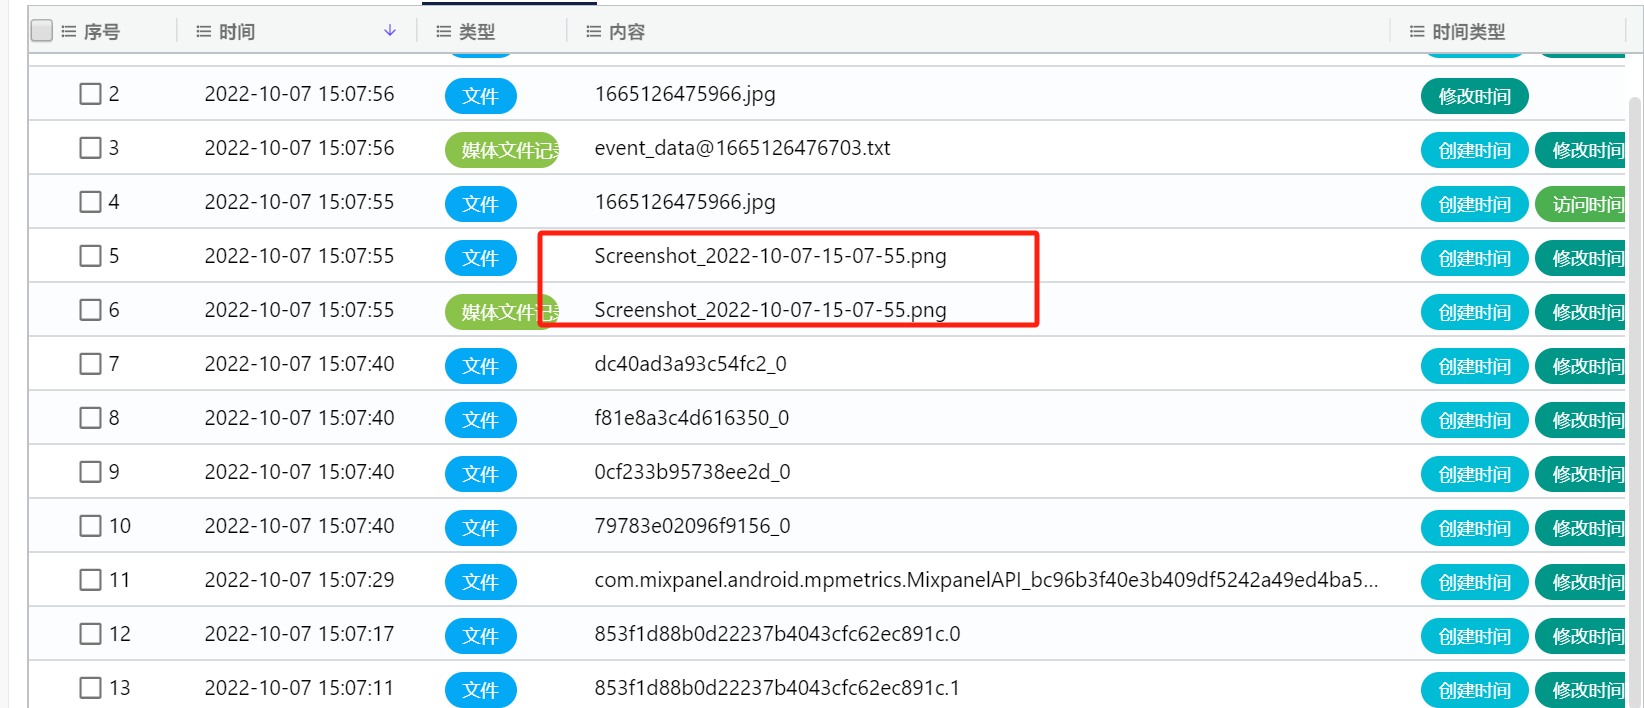 序号 时间 类型 内容 时间类型
2 2022-10-07 15:07:56 文件 1665126475966.jpg 修改时间
3 2022-10-07 15:07:56 媒体文件记录 event_data@1665126476703.txt 创建时间 修改时间
4 2022-10-07 15:07:55 文件 1665126475966.jpg 创建时间 访问时间
5 2022-10-07 15:07:55 文件 Screenshot_2022-10-07-15-07-55.png 创建时间 修改时间
6 2022-10-07 15:07:55 媒体文件记录 Screenshot_2022-10-07-15-07-55.png 创建时间 修改时间
7 2022-10-07 15:07:40 文件 dc40ad3a93c54fc2_0 创建时间 修改时间
8 2022-10-07 15:07:40 文件 f81e8a3c4d616350_0 创建时间 修改时间
9 2022-10-07 15:07:40 文件 0cf233b95738ee2d_0 创建时间 修改时间
10 2022-10-07 15:07:40 文件 79783e02096f9156_0 创建时间 修改时间
11 2022-10-07 15:07:29 文件 com.mixpanel.android.mpmetrics.MixpanelAPI_bc96b3f40e3b409df5242a49ed4ba5... 创建时间 修改时间
12 2022-10-07 15:07:17 文件 853f1d88b0d22237b4043cfc62ec891c.0 创建时间 修改时间
13 2022-10-07 15:07:11 文件 853f1d88b0d22237b4043cfc62ec891c.1 创建时间 修改时间